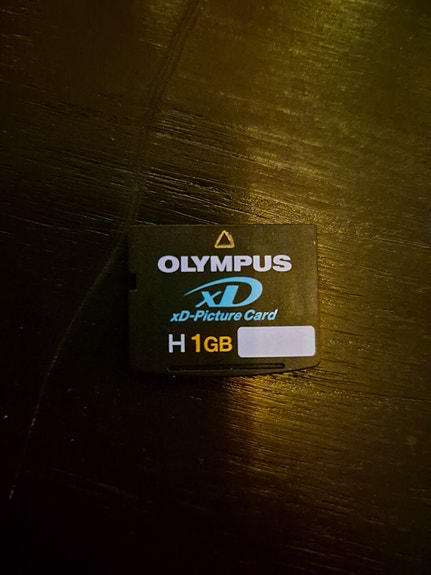 OLYMPUS
xD
xD-Picture Card
H 1GB